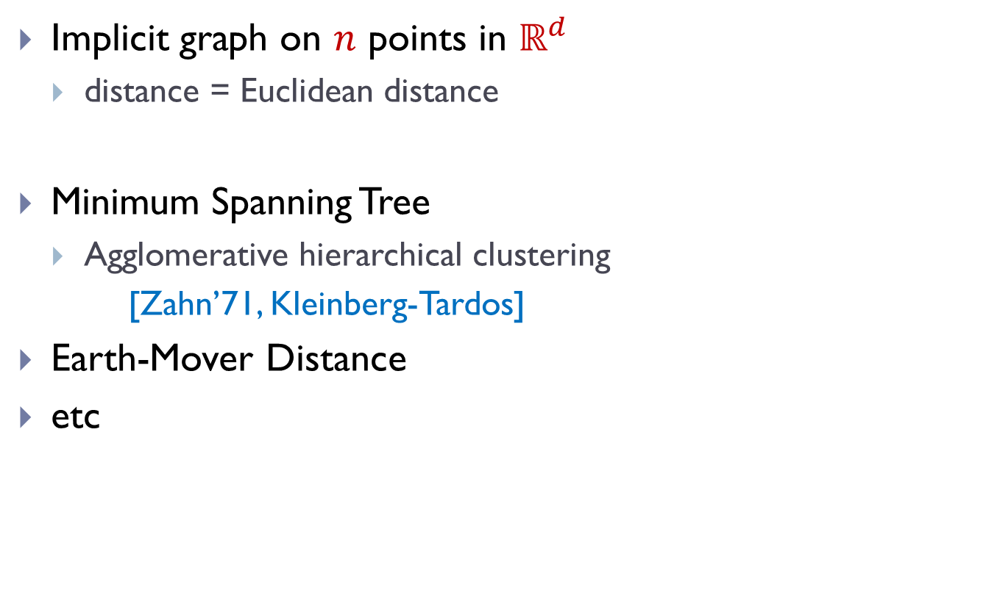 Implicit graph on n points in ℝᵈ
distance = Euclidean distance
Minimum Spanning Tree
Agglomerative hierarchical clustering
[Zahn’71, Kleinberg-Tardos]
Earth-Mover Distance
etc